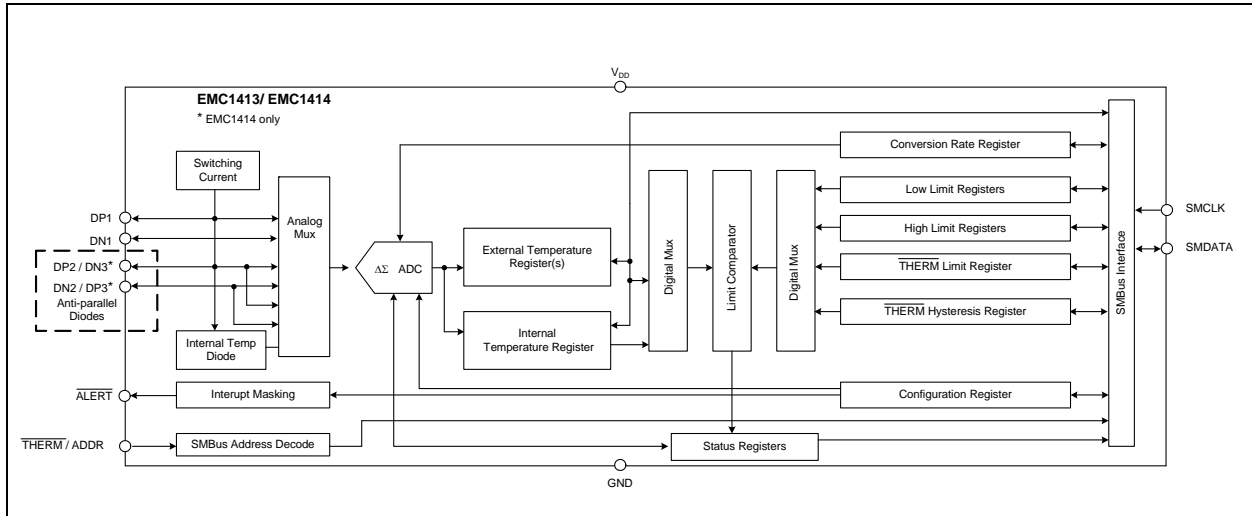 V_DD
EMC1413/ EMC1414
* EMC1414 only
Switching
Current
Analog
Mux
DP1
DN1
DP2 / DN3*
DN2 / DP3*
Anti-parallel
Diodes
Internal Temp
Diode
ΔΣ ADC
External Temperature
Register(s)
Internal
Temperature Register
Digital Mux
Limit Comparator
Digital Mux
Conversion Rate Register
Low Limit Registers
High Limit Registers
THERM Limit Register
THERM Hysteresis Register
Configuration Register
SMBus Interface
SMCLK
SMDATA
ALERT
Interupt Masking
THERM / ADDR
SMBus Address Decode
Status Registers
GND